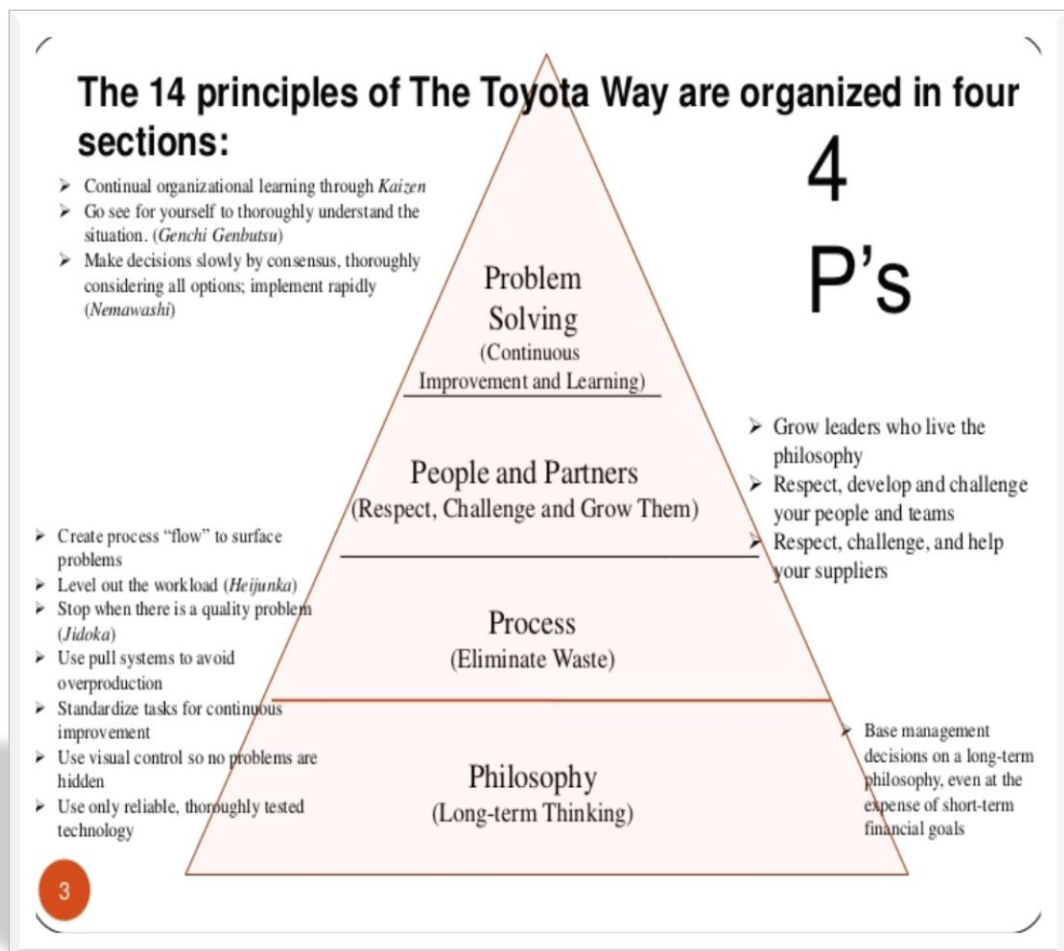 The 14 principles of The Toyota Way are organized in four
sections:
4
P's
➤ Continual organizational learning through Kaizen
➤ Go see for yourself to thoroughly understand the
situation. (Genchi Genbutsu)
➤ Make decisions slowly by consensus, thoroughly
considering all options; implement rapidly
(Nemawashi)
Problem
Solving
(Continuous
Improvement and Learning)
People and Partners
(Respect, Challenge and Grow Them)
➤ Grow leaders who live the
philosophy
➤ Respect, develop and challenge
your people and teams
➤ Respect, challenge, and help
your suppliers
➤ Create process “flow” to surface
problems
➤ Level out the workload (Heijunka)
➤ Stop when there is a quality problem
(Jidoka)
➤ Use pull systems to avoid
overproduction
➤ Standardize tasks for continuous
improvement
➤ Use visual control so no problems are
hidden
➤ Use only reliable, thoroughly tested
technology
Process
(Eliminate Waste)
Philosophy
(Long-term Thinking)
➤ Base management
decisions on a long-term
philosophy, even at the
expense of short-term
financial goals
3